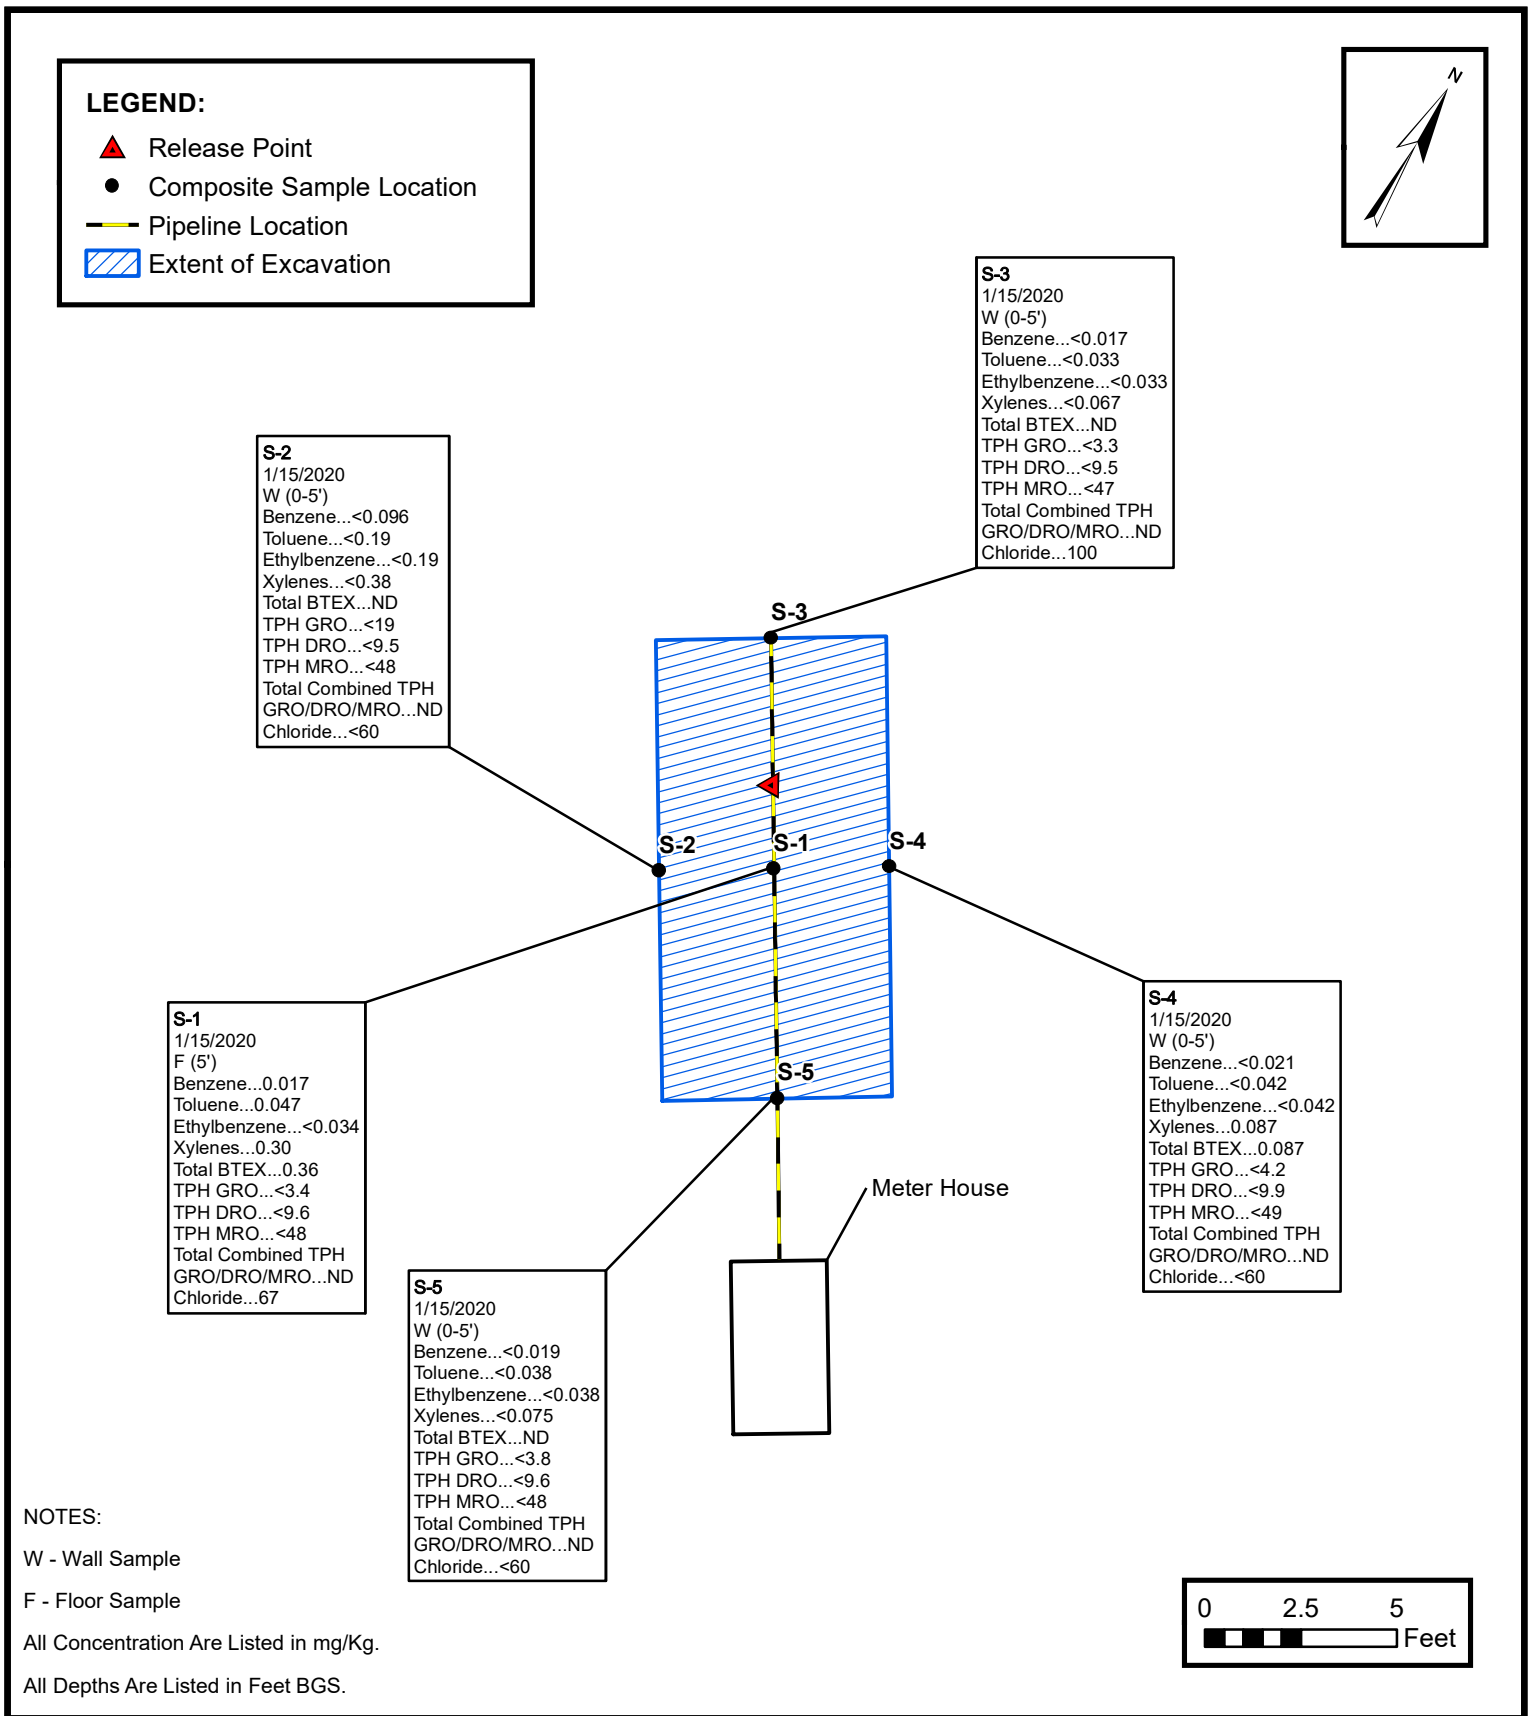 LEGEND:
Release Point
Composite Sample Location
Pipeline Location
Extent of Excavation
N
S-3
1/15/2020
W (0-5')
Benzene...<0.017
Toluene...<0.033
Ethylbenzene...<0.033
Xylenes...<0.067
Total BTEX...ND
TPH GRO...<3.3
TPH DRO...<9.5
TPH MRO...<47
Total Combined TPH
GRO/DRO/MRO...ND
Chloride...100
S-2
1/15/2020
W (0-5')
Benzene...<0.096
Toluene...<0.19
Ethylbenzene...<0.19
Xylenes...<0.38
Total BTEX...ND
TPH GRO...<19
TPH DRO...<9.5
TPH MRO...<48
Total Combined TPH
GRO/DRO/MRO...ND
Chloride...<60
S-3
S-2
S-1
S-4
S-5
S-1
1/15/2020
F (5')
Benzene...0.017
Toluene...0.047
Ethylbenzene...<0.034
Xylenes...0.30
Total BTEX...0.36
TPH GRO...<3.4
TPH DRO...<9.6
TPH MRO...<48
Total Combined TPH
GRO/DRO/MRO...ND
Chloride...67
S-4
1/15/2020
W (0-5')
Benzene...<0.021
Toluene...<0.042
Ethylbenzene...<0.042
Xylenes...0.087
Total BTEX...0.087
TPH GRO...<4.2
TPH DRO...<9.9
TPH MRO...<49
Total Combined TPH
GRO/DRO/MRO...ND
Chloride...<60
Meter House
S-5
1/15/2020
W (0-5')
Benzene...<0.019
Toluene...<0.038
Ethylbenzene...<0.038
Xylenes...<0.075
Total BTEX...ND
TPH GRO...<3.8
TPH DRO...<9.6
TPH MRO...<48
Total Combined TPH
GRO/DRO/MRO...ND
Chloride...<60
NOTES:
W - Wall Sample
F - Floor Sample
All Concentration Are Listed in mg/Kg.
All Depths Are Listed in Feet BGS.
0 2.5 5
Feet